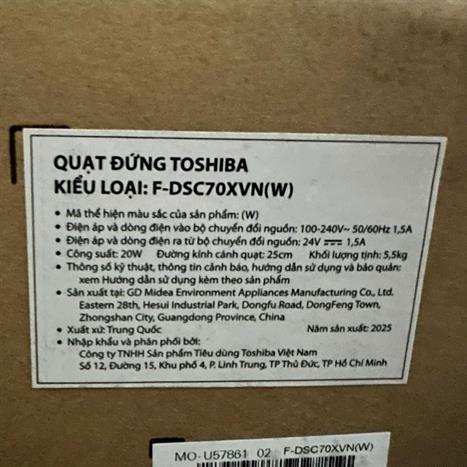 QUẠT ĐỨNG TOSHIBA
KIỂU LOẠI: F-DSC70XVN(W)
• Mã thể hiện màu sắc của sản phẩm: (W)
• Điện áp và dòng điện vào bộ chuyển đổi nguồn: 100-240V~ 50/60Hz 1,5A
• Điện áp và dòng điện ra từ bộ chuyển đổi nguồn: 24V ⎓ 1,5A
• Công suất: 20W Đường kính cánh quạt: 25cm Khối lượng tịnh: 5,5kg
• Thông số kỹ thuật, thông tin cảnh báo, hướng dẫn sử dụng và bảo quản:
xem Hướng dẫn sử dụng kèm theo sản phẩm
• Sản xuất tại: GD Midea Environment Appliances Manufacturing Co., Ltd.
Eastern 28th, Hesui Industrial Park, Dongfu Road, DongFeng Town,
Zhongshan City, Guangdong Province, China
• Xuất xứ: Trung Quốc Năm sản xuất: 2025
• Nhập khẩu và phân phối bởi:
Công ty TNHH Sản phẩm Tiêu dùng Toshiba Việt Nam
Số 12, Đường 15, Khu phố 4, P. Linh Trung, TP Thủ Đức, TP Hồ Chí Minh
MO-U57861 02 F-DSC70XVN(W)